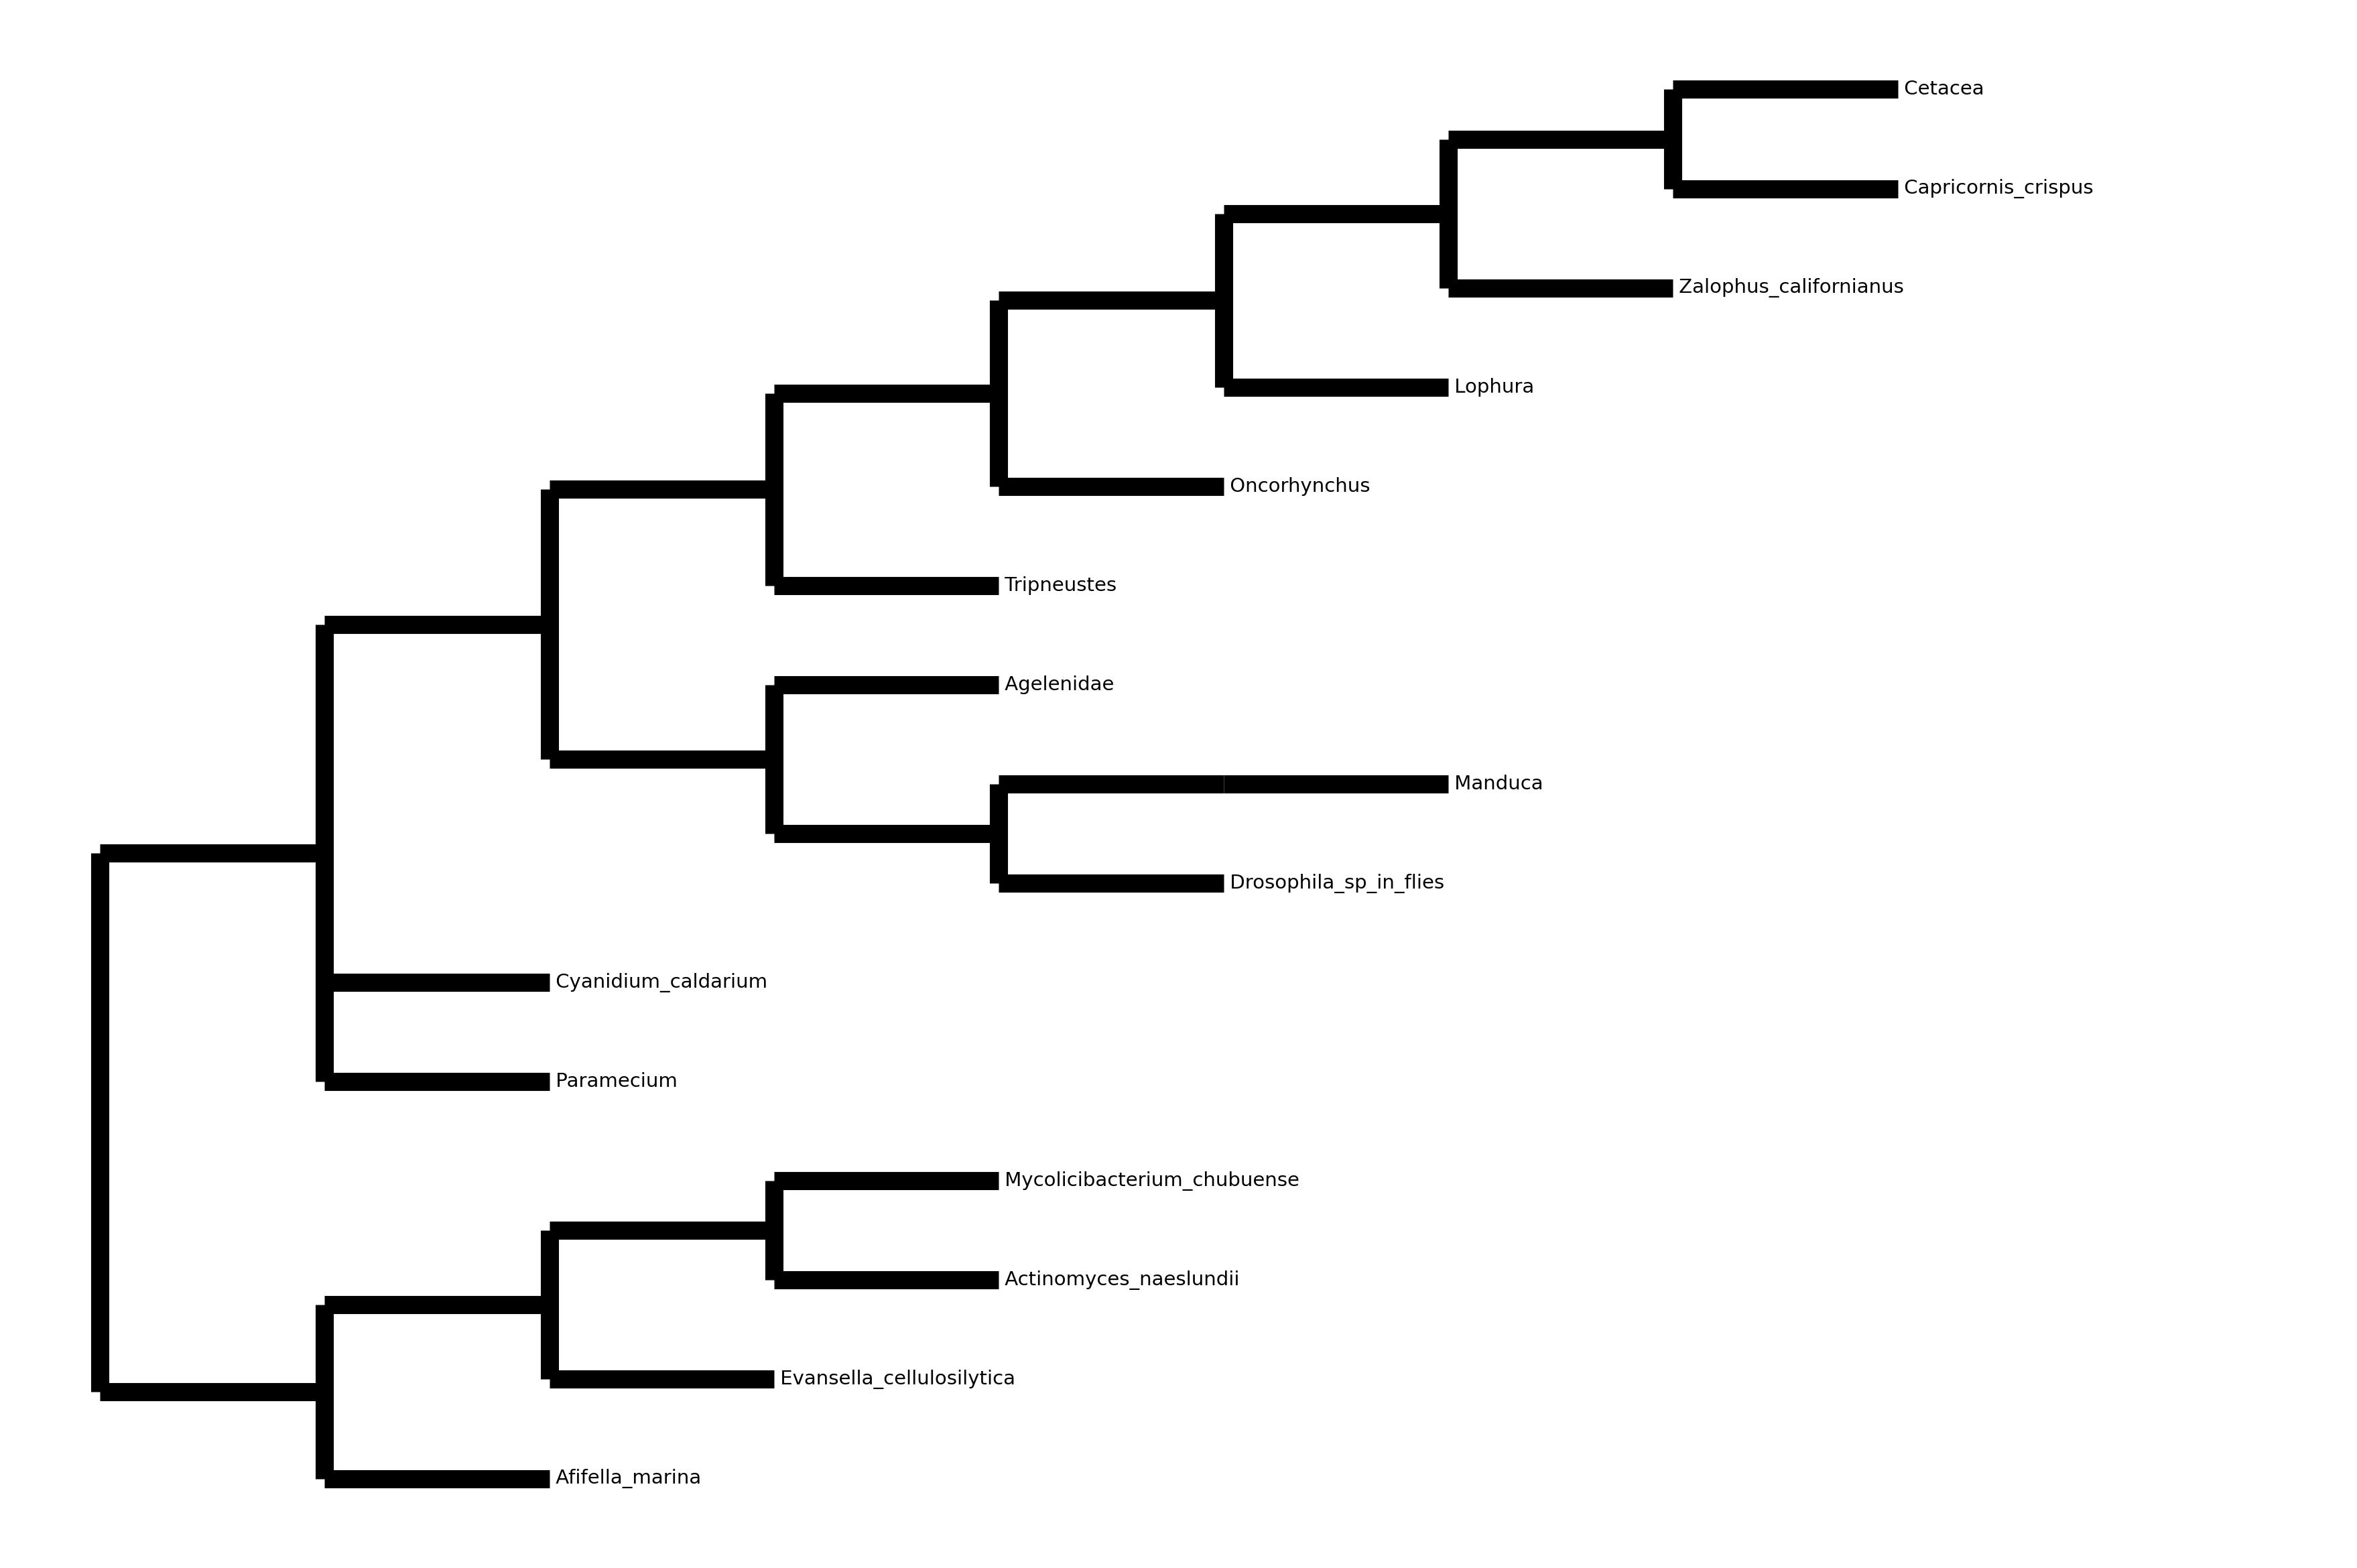 Cetacea
Capricornis_crispus
Zalophus_californianus
Lophura
Oncorhynchus
Tripneustes
Agelenidae
Manduca
Drosophila_sp_in_flies
Cyanidium_caldarium
Paramecium
Mycolicibacterium_chubuense
Actinomyces_naeslundii
Evansella_cellulosilytica
Afifella_marina